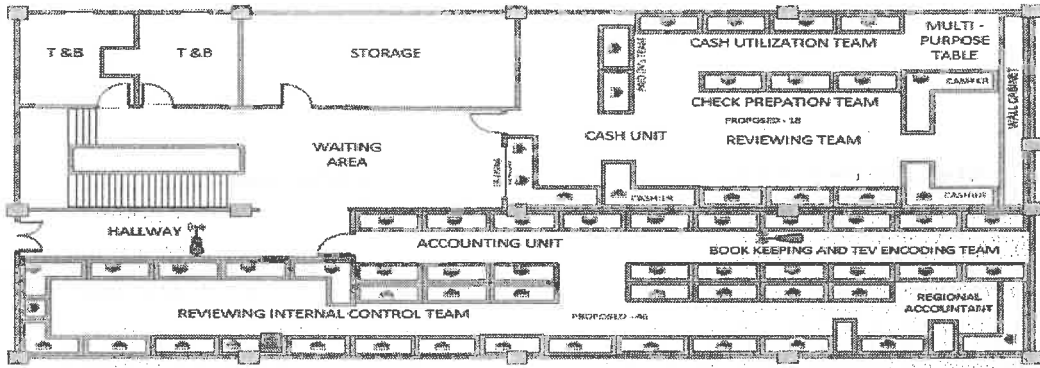 T & B
T & B
STORAGE
CASH UTILIZATION TEAM
MULTI -
PURPOSE
TABLE
CHECK PREPATION TEAM
PROPOSED - 18
WALL CABINET
CASH UNIT
REVIEWING TEAM
WAITING
AREA
CASHIER
HALLWAY
ACCOUNTING UNIT
BOOK KEEPING AND TEV ENCODING TEAM
REVIEWING INTERNAL CONTROL TEAM
PROPOSED - 46
REGIONAL
ACCOUNTANT